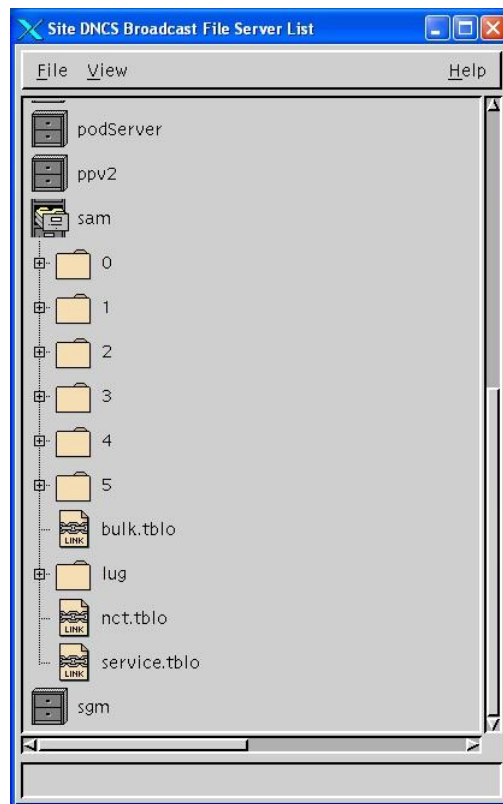 Site DNCS Broadcast File Server List
File View Help
podServer
ppv2
sam
0
1
2
3
4
5
LINK bulk.tblo
lug
LINK nct.tblo
LINK service.tblo
sgm